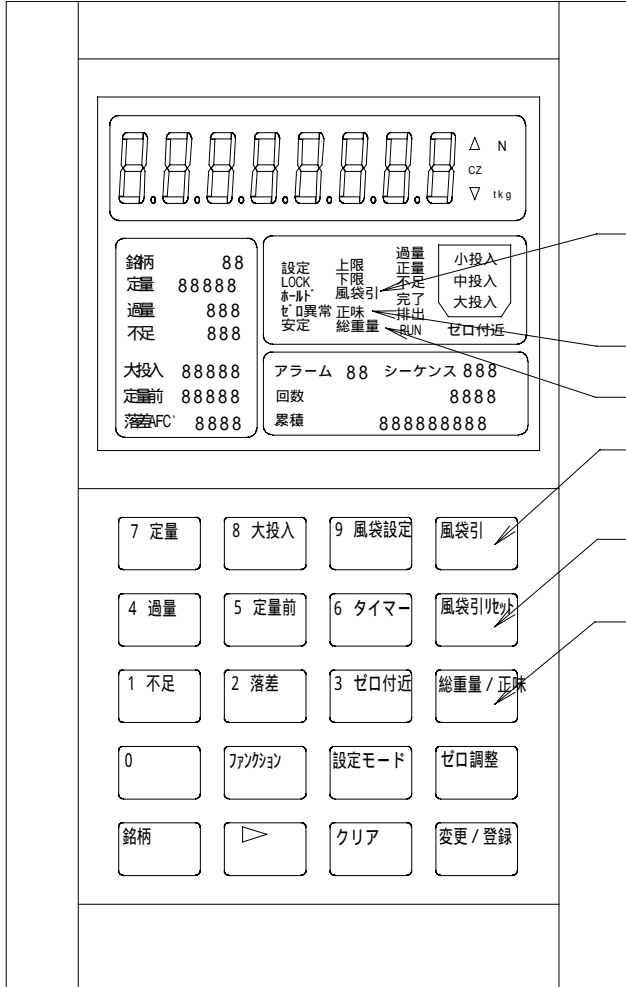 8.8.8.8.8.8.8.8
△ N
CZ
▽ tkg
銘柄 88
定量 88888
過量 888
不足 888
大投入 88888
定量前 88888
落差AFC 8888
設定 上限 過量
LOCK 下限 正量
ﾎｰﾙﾄﾞ 風袋引 不足
ｾﾞﾛ異常 正味 完了
安定 総重量 排出
RUN
小投入
中投入
大投入
ゼロ付近
アラーム 88 シーケンス 888
回数 8888
累積 888888888
7 定量 8 大投入 9 風袋設定 風袋引
4 過量 5 定量前 6 タイマー 風袋引ﾘｾｯﾄ
1 不足 2 落差 3 ゼロ付近 総重量 / 正味
0 ﾌｧﾝｸｼｮﾝ 設定モード ゼロ調整
銘柄 ▷ クリア 変更 / 登録